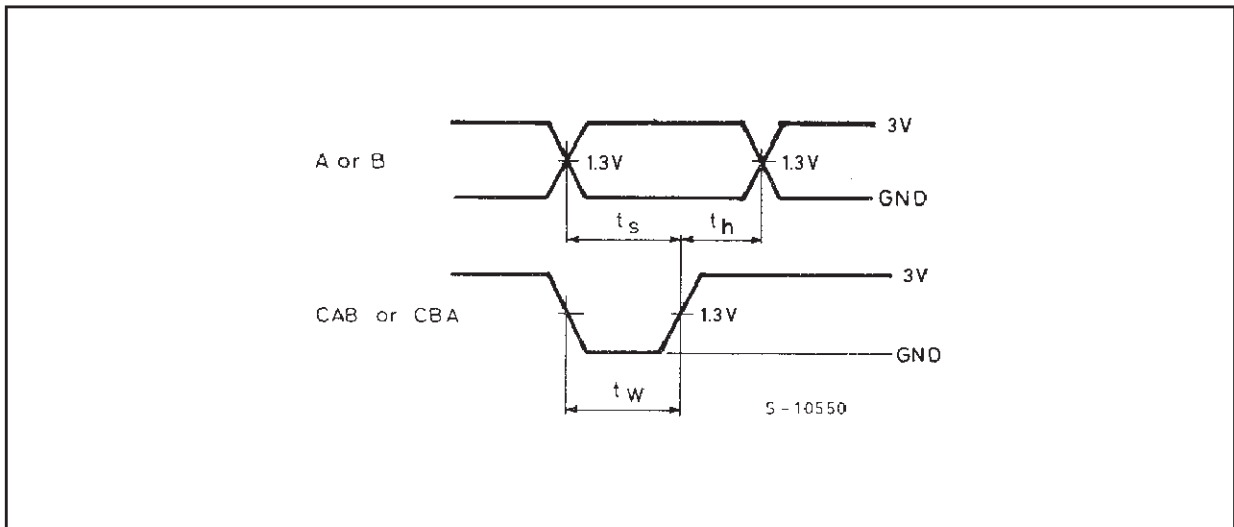 3V
A or B
1.3V
1.3V
GND
ts
th
3V
CAB or CBA
1.3V
GND
tW
S-10550